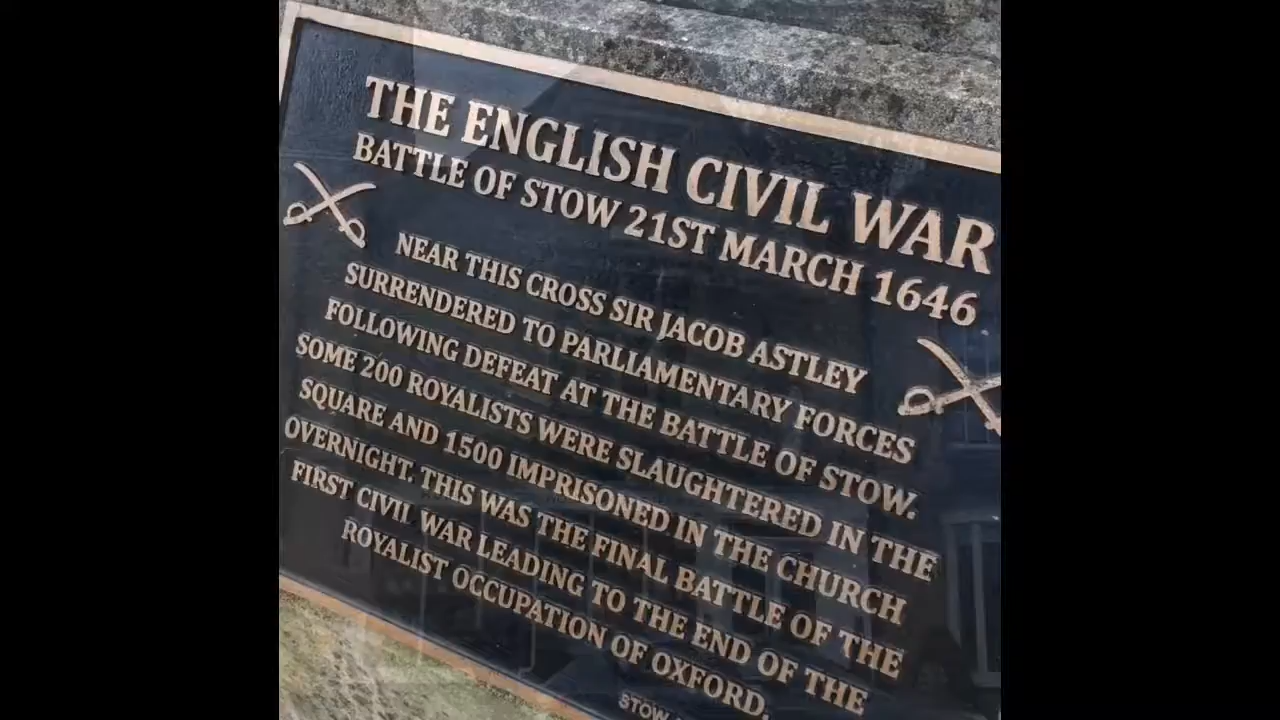 THE ENGLISH CIVIL WAR
BATTLE OF STOW 21ST MARCH 1646
NEAR THIS CROSS SIR JACOB ASTLEY
SURRENDERED TO PARLIAMENTARY FORCES
FOLLOWING DEFEAT AT THE BATTLE OF STOW.
SOME 200 ROYALISTS WERE SLAUGHTERED IN THE
SQUARE AND 1500 IMPRISONED IN THE CHURCH
OVERNIGHT. THIS WAS THE FINAL BATTLE OF THE
FIRST CIVIL WAR LEADING TO THE END OF THE
ROYALIST OCCUPATION OF OXFORD.
STOW